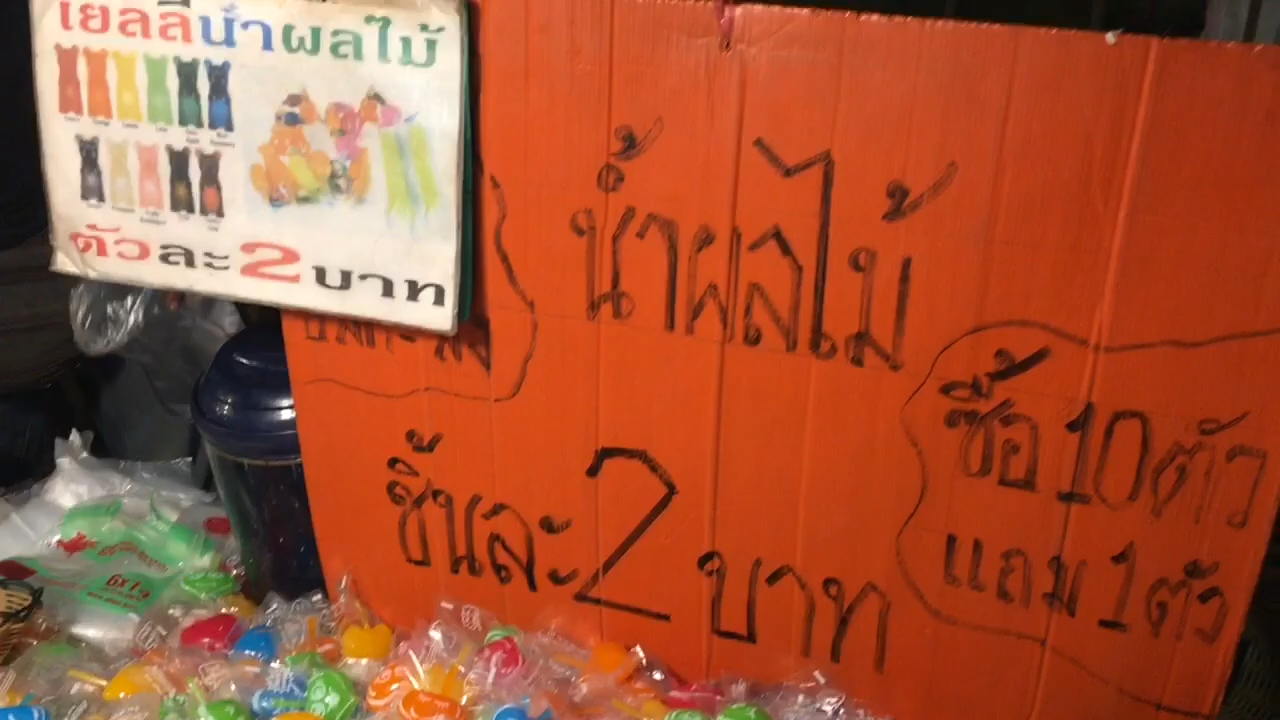 เยลลี่น้ำผลไม้
ตัวละ 2 บาท
น้ำผลไม้
ชิ้นละ 2 บาท
ซื้อ 10 ตัว
แถม 1 ตัว
6x14